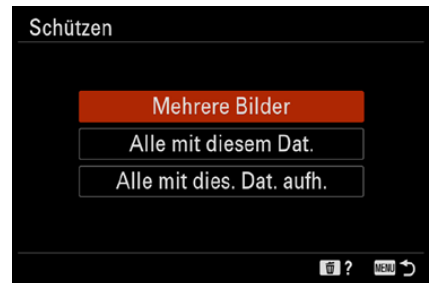 Schützen
Mehrere Bilder
Alle mit diesem Dat.
Alle mit dies. Dat. aufh.
? MENU